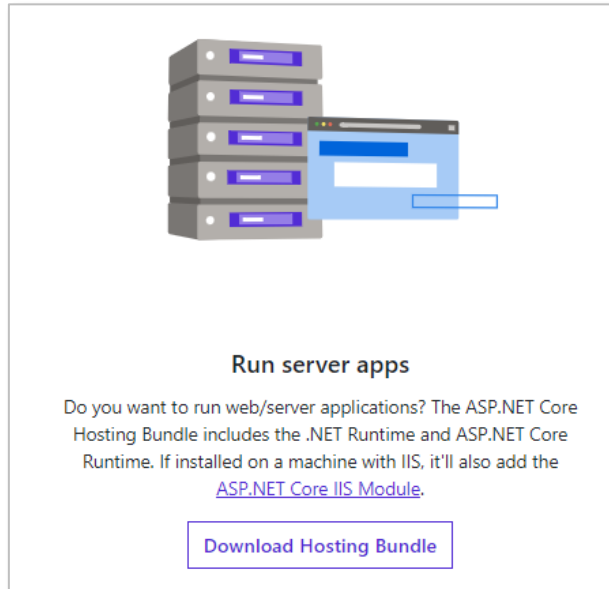 Run server apps
Do you want to run web/server applications? The ASP.NET Core
Hosting Bundle includes the .NET Runtime and ASP.NET Core
Runtime. If installed on a machine with IIS, it'll also add the
ASP.NET Core IIS Module.
Download Hosting Bundle